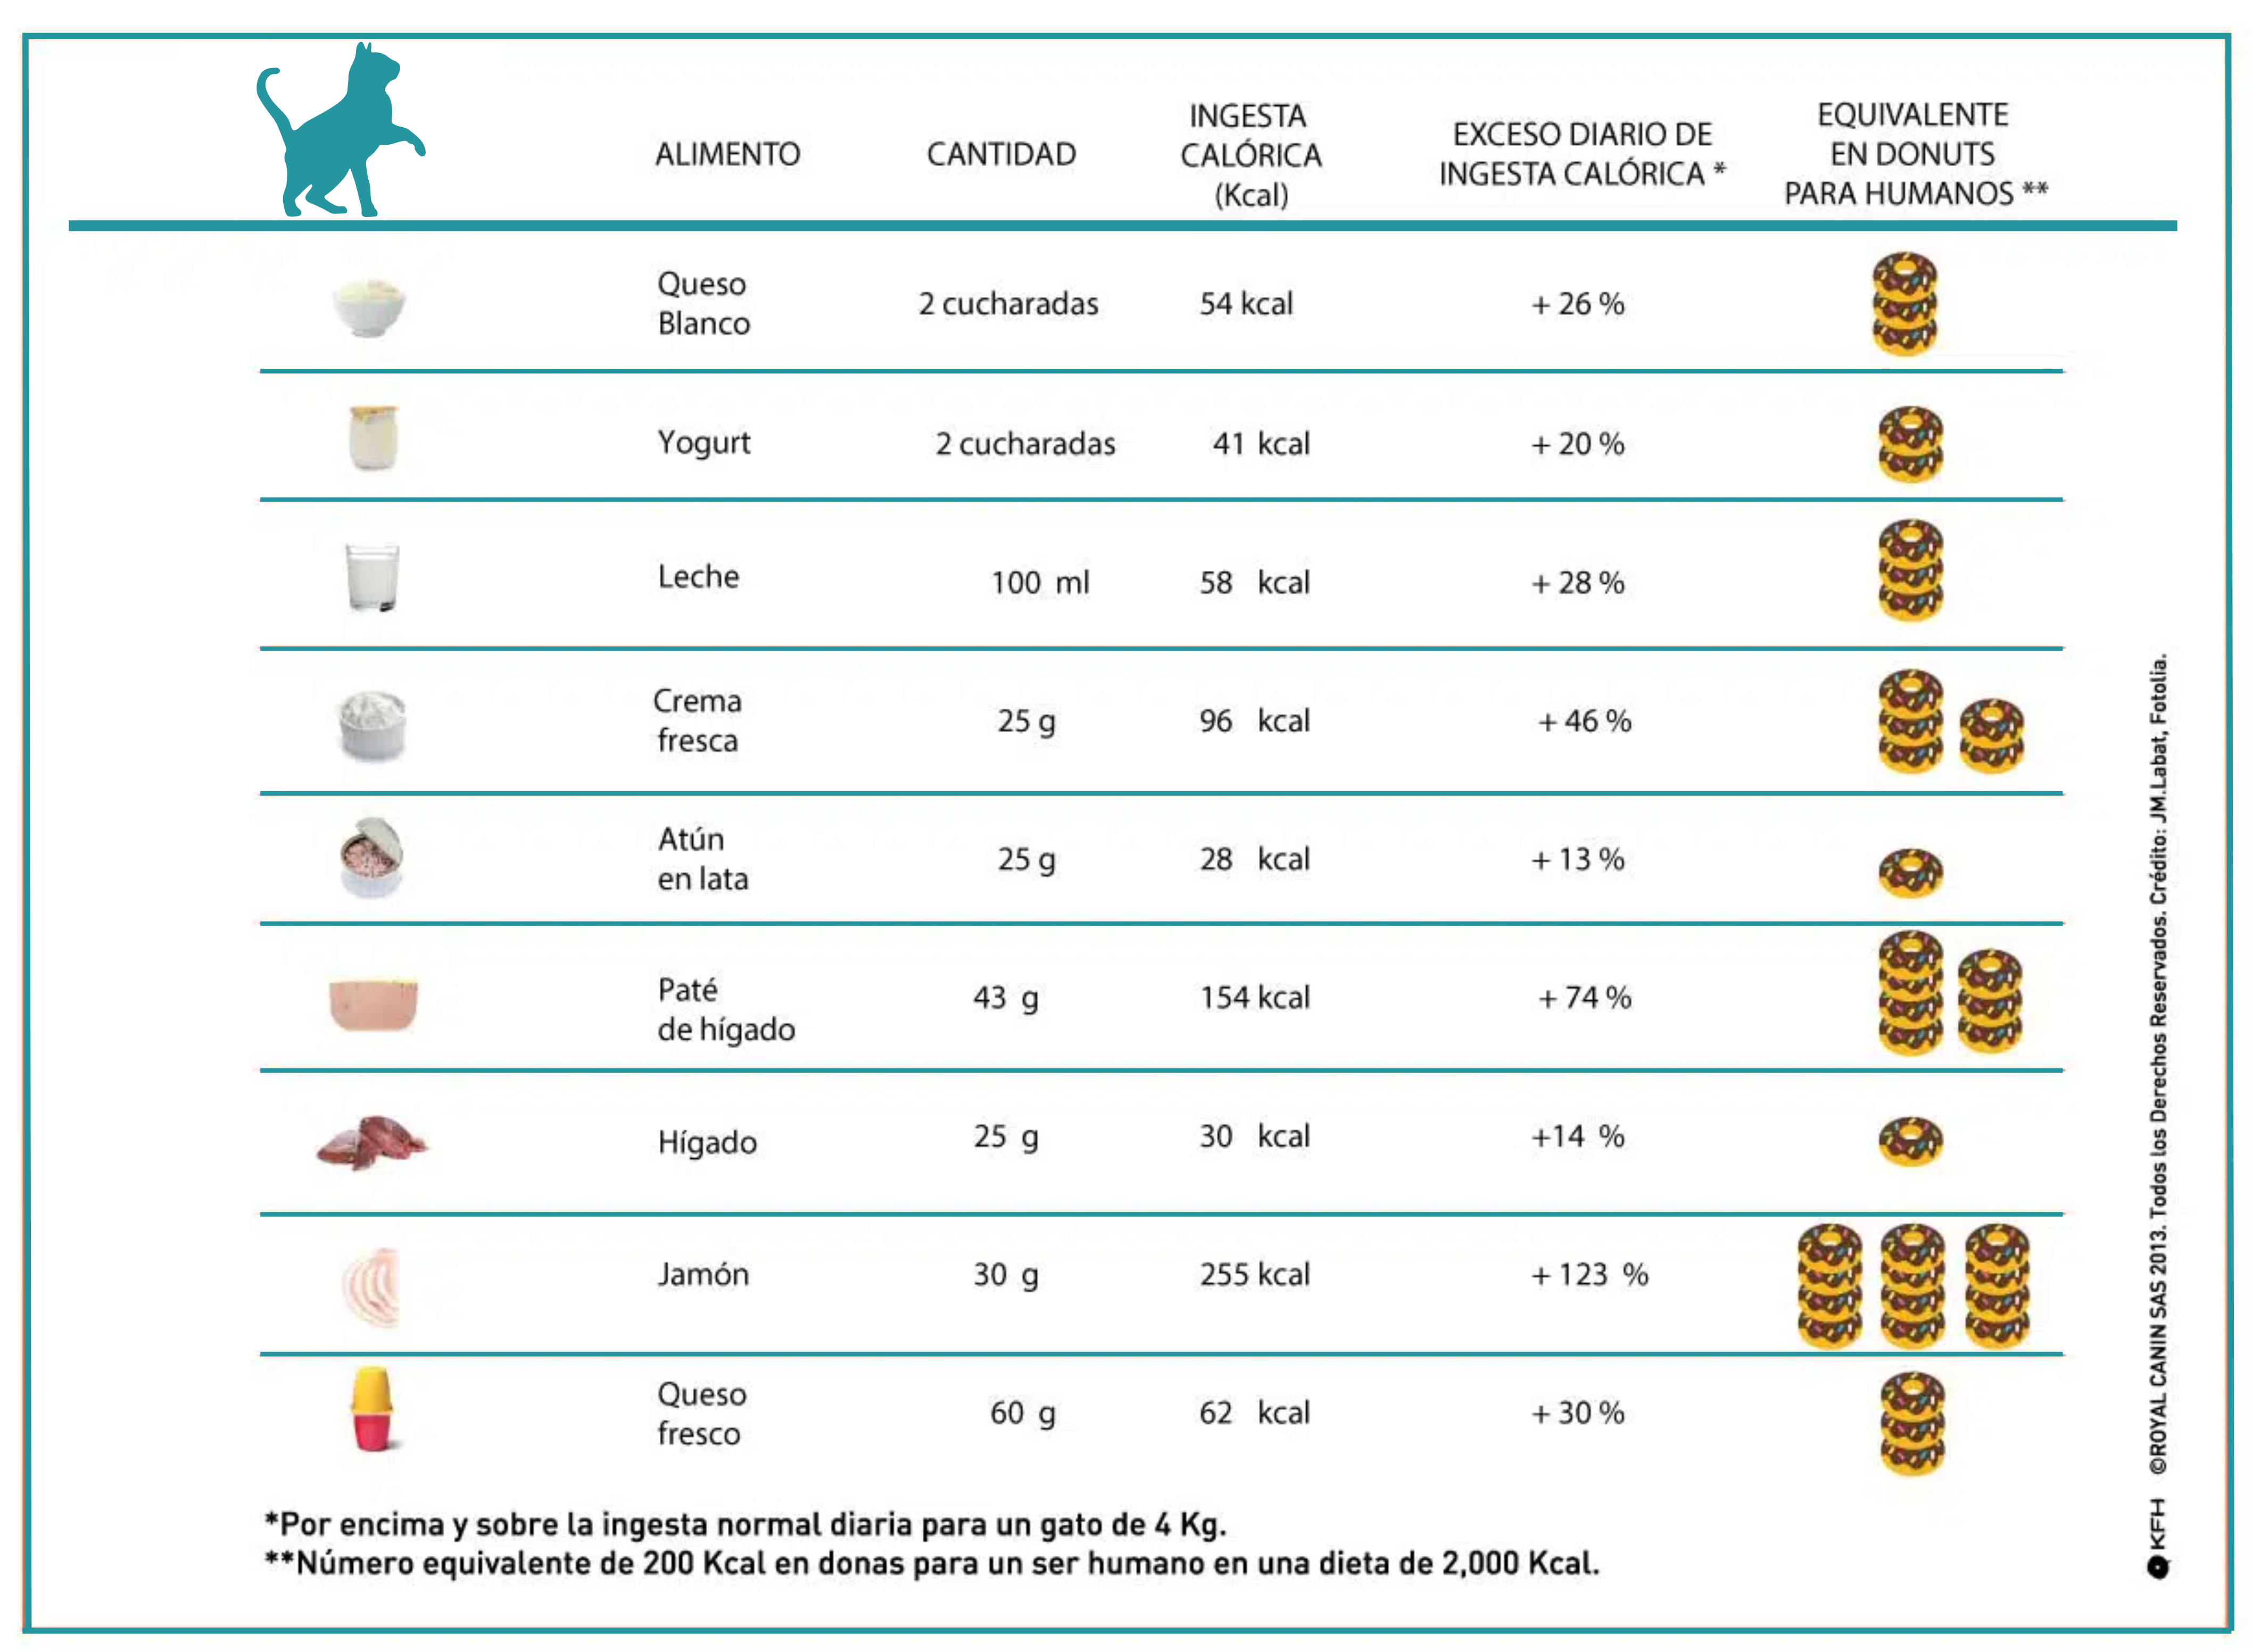 ALIMENTO
CANTIDAD
INGESTA
CALÓRICA
(Kcal)
EXCESO DIARIO DE
INGESTA CALÓRICA *
EQUIVALENTE
EN DONUTS
PARA HUMANOS **
Queso
Blanco
2 cucharadas
54 kcal
+ 26 %
Yogurt
2 cucharadas
41 kcal
+ 20 %
Leche
100 ml
58 kcal
+ 28 %
Crema
fresca
25 g
96 kcal
+ 46 %
Atún
en lata
25 g
28 kcal
+ 13 %
Paté
de hígado
43 g
154 kcal
+ 74 %
Hígado
25 g
30 kcal
+14 %
Jamón
30 g
255 kcal
+ 123 %
Queso
fresco
60 g
62 kcal
+ 30 %
*Por encima y sobre la ingesta normal diaria para un gato de 4 Kg.
**Número equivalente de 200 Kcal en donas para un ser humano en una dieta de 2,000 Kcal.
KFH ©ROYAL CANIN SAS 2013. Todos los Derechos Reservados. Crédito: JM.Labat, Fotolia.